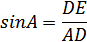 sinA = DE/AD